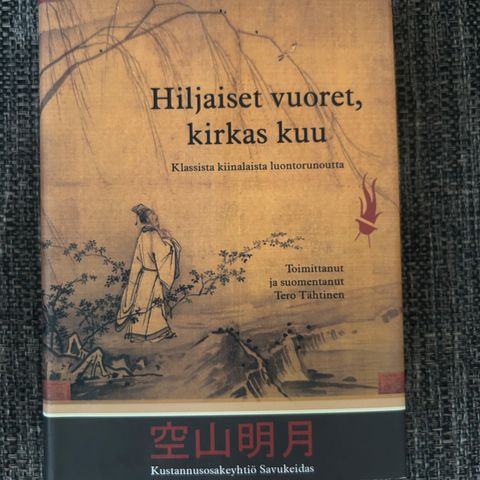 Hiljaiset vuoret,
kirkas kuu
Klassista kiinalaista luontorunoutta
Toimittanut
ja suomentanut
Tero Tähtinen
空山明月
Kustannusosakeyhtiö Savukeidas